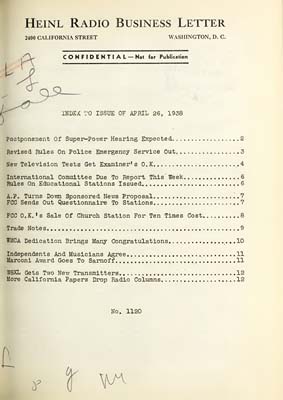 HEINL RADIO BUSINESS LETTER
2400 CALIFORNIA STREET WASHINGTON, D. C.
CONFIDENTIAL—Not for Publication
INDEX TO ISSUE OF APRIL 26, 1938
Postponement Of Super-Power Hearing Expected.................2
Revised Rules On Police Emergency Service Out................3
New Television Tests Get Examiner's O.K......................4
International Committee Due To Report This Week..............6
Rules On Educational Stations Issued.........................6
A.P. Turns Down Sponsored News Proposal......................7
FCC Sends Out Questionnaire To Stations......................7
FCC O.K.'s Sale Of Church Station For Ten Times Cost.........8
Trade Notes..................................................9
WMCA Dedication Brings Many Congratulations.................10
Independents And Musicians Agree............................11
Marconi Award Goes To Sarnoff...............................11
Gets Two New Transmitters..............................12
More California Papers Drop Radio Columns...................12
No. 1120